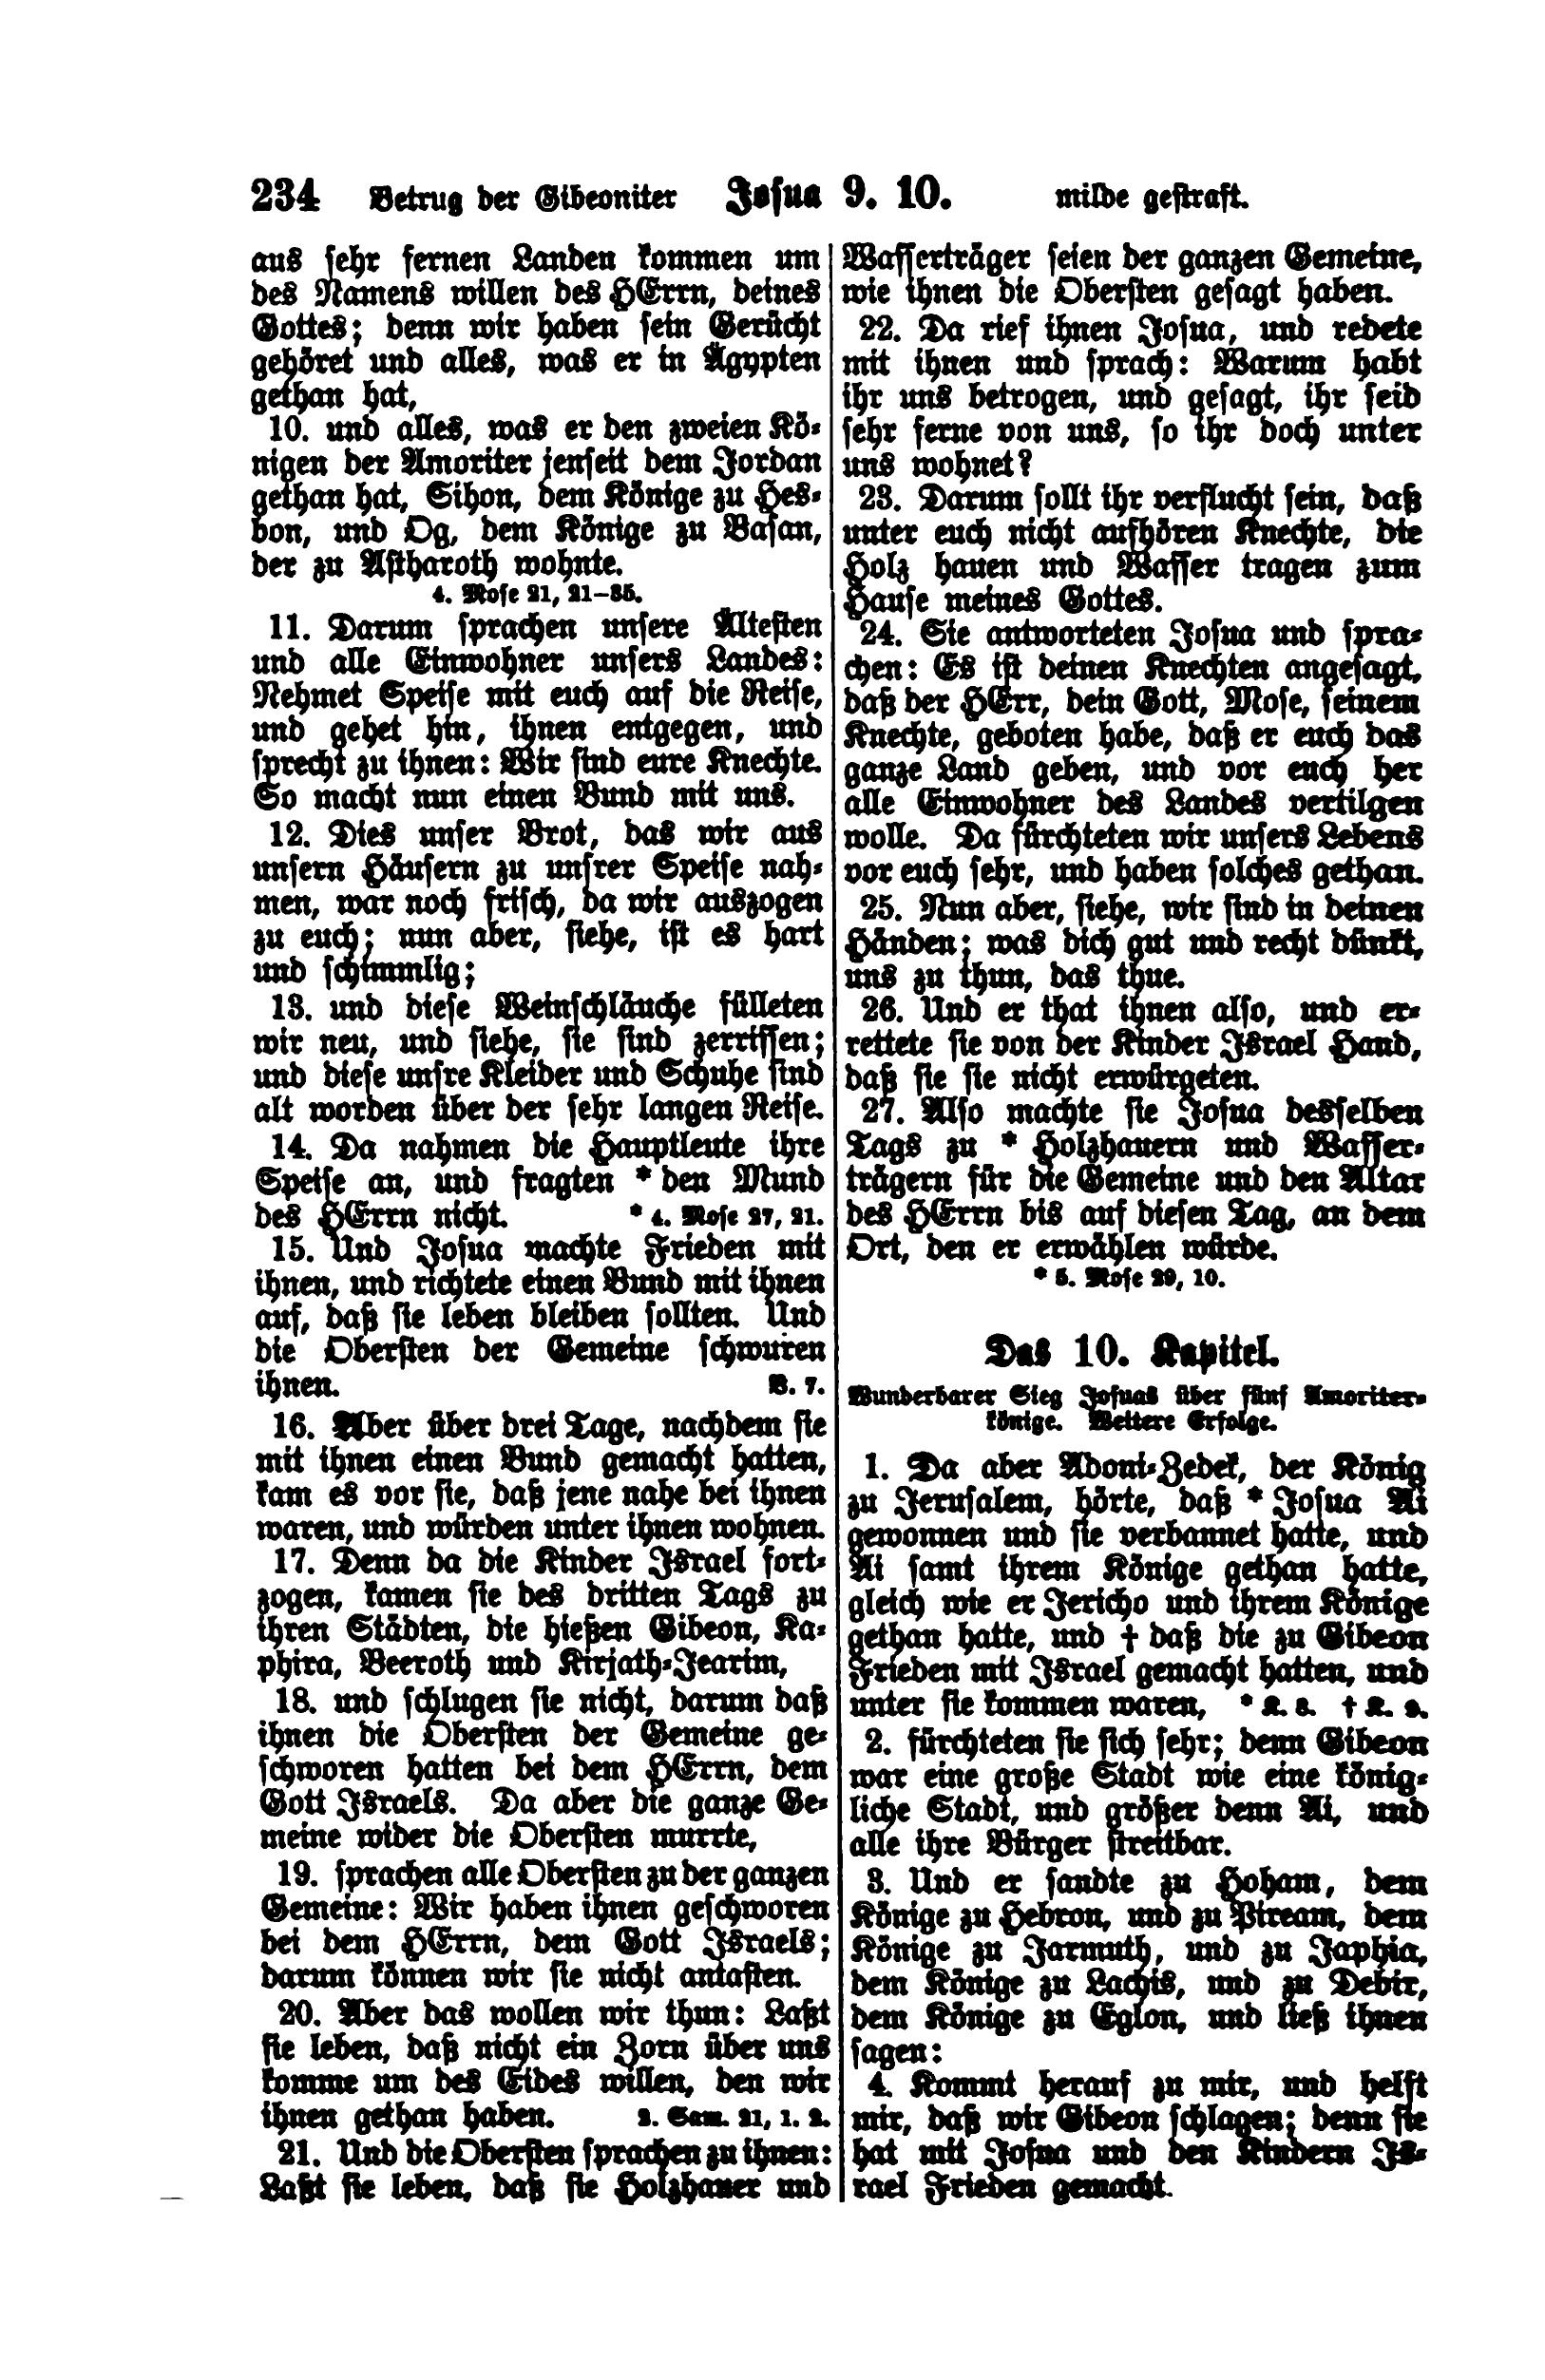 234 Betrug der Gibeoniter Josua 9. 10. milde gestraft.
aus sehr fernen Landen kommen um
des Namens willen des HErrn, deines
Gottes; denn wir haben sein Gerücht
gehöret und alles, was er in Ägypten
gethan hat,
10. und alles, was er den zweien Kö-
nigen der Amoriter jenseit dem Jordan
gethan hat, Sihon, dem Könige zu Hes-
bon, und Og, dem Könige zu Basan,
der zu Astharoth wohnte.
4. Mose 21, 21–35.
11. Darum sprachen unsere Ältesten
und alle Einwohner unsers Landes:
Nehmet Speise mit euch auf die Reise,
und gehet hin, ihnen entgegen, und
sprecht zu ihnen: Wir sind eure Knechte.
So macht nun einen Bund mit uns.
12. Dies unser Brot, das wir aus
unsern Häusern zu unsrer Speise nah-
men, war noch frisch, da wir auszogen
zu euch; nun aber, siehe, ist es hart
und schimmlig;
13. und diese Weinschläuche fülleten
wir neu, und siehe, sie sind zerrissen;
und diese unsre Kleider und Schuhe sind
alt worden über der sehr langen Reise.
14. Da nahmen die Hauptleute ihre
Speise an, und fragten * den Mund
des HErrn nicht. * 4. Mose 27, 21.
15. Und Josua machte Frieden mit
ihnen, und richtete einen Bund mit ihnen
auf, daß sie leben bleiben sollten. Und
die Obersten der Gemeine schwuren
ihnen. V. 7.
16. Aber über drei Tage, nachdem sie
mit ihnen einen Bund gemacht hatten,
kam es vor sie, daß jene nahe bei ihnen
waren, und würden unter ihnen wohnen.
17. Denn da die Kinder Israel fort-
zogen, kamen sie des dritten Tags zu
ihren Städten, die hießen Gibeon, Ka-
phira, Beeroth und Kirjath-Jearim,
18. und schlugen sie nicht, darum daß
ihnen die Obersten der Gemeine ge-
schworen hatten bei dem HErrn, dem
Gott Israels. Da aber die ganze Ge-
meine wider die Obersten murrte,
19. sprachen alle Obersten zu der ganzen
Gemeine: Wir haben ihnen geschworen
bei dem HErrn, dem Gott Israels;
darum können wir sie nicht antasten.
20. Aber das wollen wir thun: Laßt
sie leben, daß nicht ein Zorn über uns
komme um des Eides willen, den wir
ihnen gethan haben. 2. Sam. 21, 1. 2.
21. Und die Obersten sprachen zu ihnen:
Laßt sie leben, daß sie Holzhauer und
Wasserträger seien der ganzen Gemeine,
wie ihnen die Obersten gesagt haben.
22. Da rief ihnen Josua, und redete
mit ihnen und sprach: Warum habt
ihr uns betrogen, und gesagt, ihr seid
sehr ferne von uns, so ihr doch unter
uns wohnet?
23. Darum sollt ihr verflucht sein, daß
unter euch nicht aufhören Knechte, die
Holz hauen und Wasser tragen zum
Hause meines Gottes.
24. Sie antworteten Josua und spra-
chen: Es ist deinen Knechten angesagt,
daß der HErr, dein Gott, Mose, seinem
Knechte, geboten habe, daß er euch das
ganze Land geben, und vor euch her
alle Einwohner des Landes vertilgen
wolle. Da fürchteten wir unsers Lebens
vor euch sehr, und haben solches gethan.
25. Nun aber, siehe, wir sind in deinen
Händen; was dich gut und recht dünkt,
uns zu thun, das thue.
26. Und er that ihnen also, und er-
rettete sie von der Kinder Israel Hand,
daß sie sie nicht erwürgeten.
27. Also machte sie Josua desselben
Tags zu * Holzhauern und Wasser-
trägern für die Gemeine und den Altar
des HErrn bis auf diesen Tag, an dem
Ort, den er erwählen würde.
* 5. Mose 29, 10.
Das 10. Kapitel.
Wunderbarer Sieg Josuas über fünf Amoriter-
könige. Weitere Erfolge.
1. Da aber Adoni-Zedek, der König
zu Jerusalem, hörte, daß * Josua Ai
gewonnen und sie verbannet hatte, und
Ai samt ihrem Könige gethan hatte,
gleich wie er Jericho und ihrem Könige
gethan hatte, und † daß die zu Gibeon
Frieden mit Israel gemacht hatten, und
unter sie kommen waren, * K. 8. † K. 9.
2. fürchteten sie sich sehr; denn Gibeon
war eine große Stadt wie eine könig-
liche Stadt, und größer denn Ai, und
alle ihre Bürger streitbar.
3. Und er sandte zu Hoham, dem
Könige zu Hebron, und zu Piream, dem
Könige zu Jarmuth, und zu Japhia,
dem Könige zu Lachis, und zu Debir,
dem Könige zu Eglon, und ließ ihnen
sagen:
4. Kommt herauf zu mir, und helft
mir, daß wir Gibeon schlagen; denn sie
hat mit Josua und den Kindern Is-
rael Frieden gemacht.